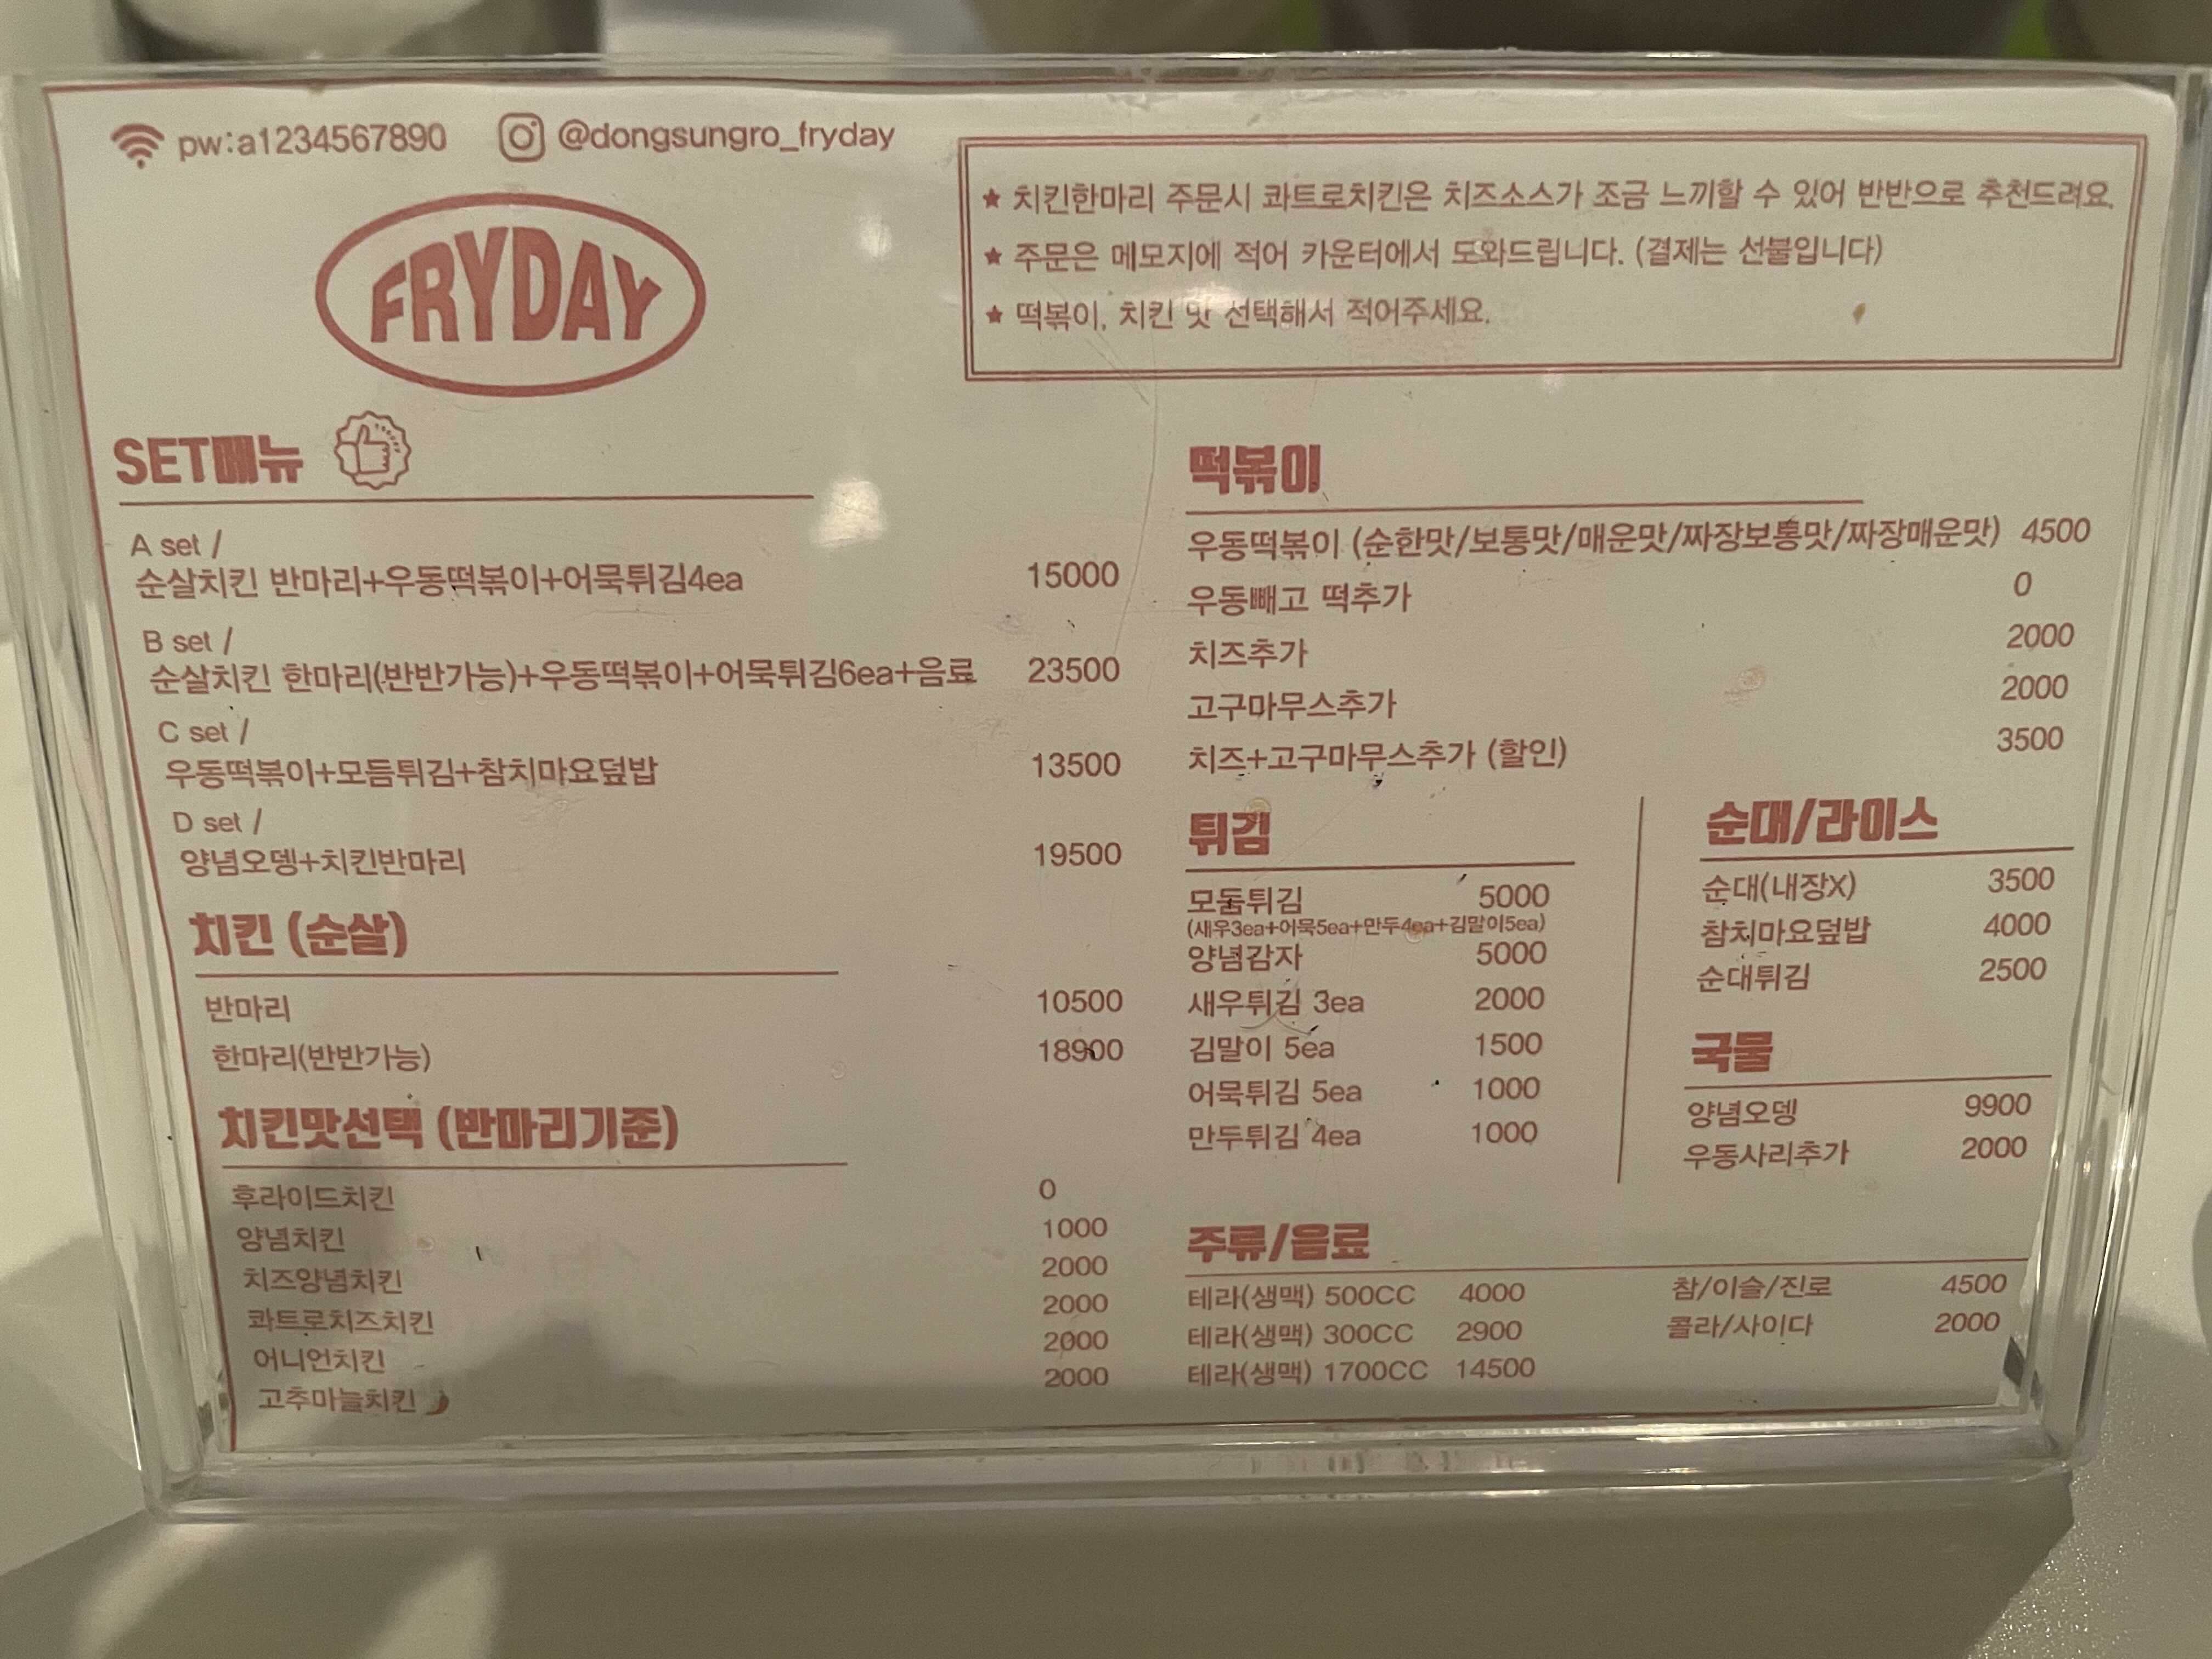 pw:a1234567890 @dongsungro_fryday
FRYDAY
★ 치킨한마리 주문시 콰트로치킨은 치즈소스가 조금 느끼할 수 있어 반반으로 추천드려요.
★ 주문은 메모지에 적어 카운터에서 도와드립니다. (결제는 선불입니다)
★ 떡볶이, 치킨 맛 선택해서 적어주세요.
SET메뉴
A set /
순살치킨 반마리+우동떡볶이+어묵튀김4ea 15000
B set /
순살치킨 한마리(반반가능)+우동떡볶이+어묵튀김6ea+음료 23500
C set /
우동떡볶이+모듬튀김+참치마요덮밥 13500
D set /
양념오뎅+치킨반마리 19500
치킨 (순살)
반마리 10500
한마리(반반가능) 18900
치킨맛선택 (반마리기준)
후라이드치킨 0
양념치킨 1000
치즈양념치킨 2000
콰트로치즈치킨 2000
어니언치킨 2000
고추마늘치킨 2000
떡볶이
우동떡볶이 (순한맛/보통맛/매운맛/짜장보통맛/짜장매운맛) 4500
우동빼고 떡추가 0
치즈추가 2000
고구마무스추가 2000
치즈+고구마무스추가 (할인) 3500
튀김
모둠튀김 5000
(새우3ea+어묵5ea+만두4ea+김말이5ea)
양념감자 5000
새우튀김 3ea 2000
김말이 5ea 1500
어묵튀김 5ea 1000
만두튀김 4ea 1000
순대/라이스
순대(내장X) 3500
참치마요덮밥 4000
순대튀김 2500
국물
양념오뎅 9900
우동사리추가 2000
주류/음료
테라(생맥) 500CC 4000
테라(생맥) 300CC 2900
테라(생맥) 1700CC 14500
참/이슬/진로 4500
콜라/사이다 2000